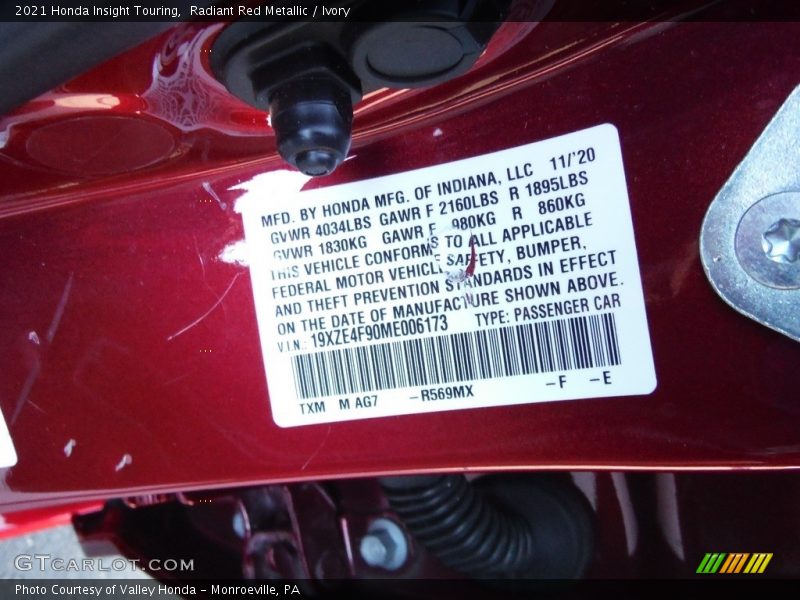 2021 Honda Insight Touring,  Radiant Red Metallic / Ivory
MFD. BY HONDA MFG. OF INDIANA, LLC 11/'20
GVWR 4034LBS GAWR F 2160LBS R 1895LBS
GVWR 1830KG GAWR F 980KG R 860KG
THIS VEHICLE CONFORMS TO ALL APPLICABLE
FEDERAL MOTOR VEHICLE SAFETY, BUMPER,
AND THEFT PREVENTION STANDARDS IN EFFECT
ON THE DATE OF MANUFACTURE SHOWN ABOVE.
V.I.N.: 19XZE4F90ME006173 TYPE: PASSENGER CAR
TXM M AG7 -R569MX -F -E
GTCARLOT.COM
Photo Courtesy of Valley Honda - Monroeville, PA